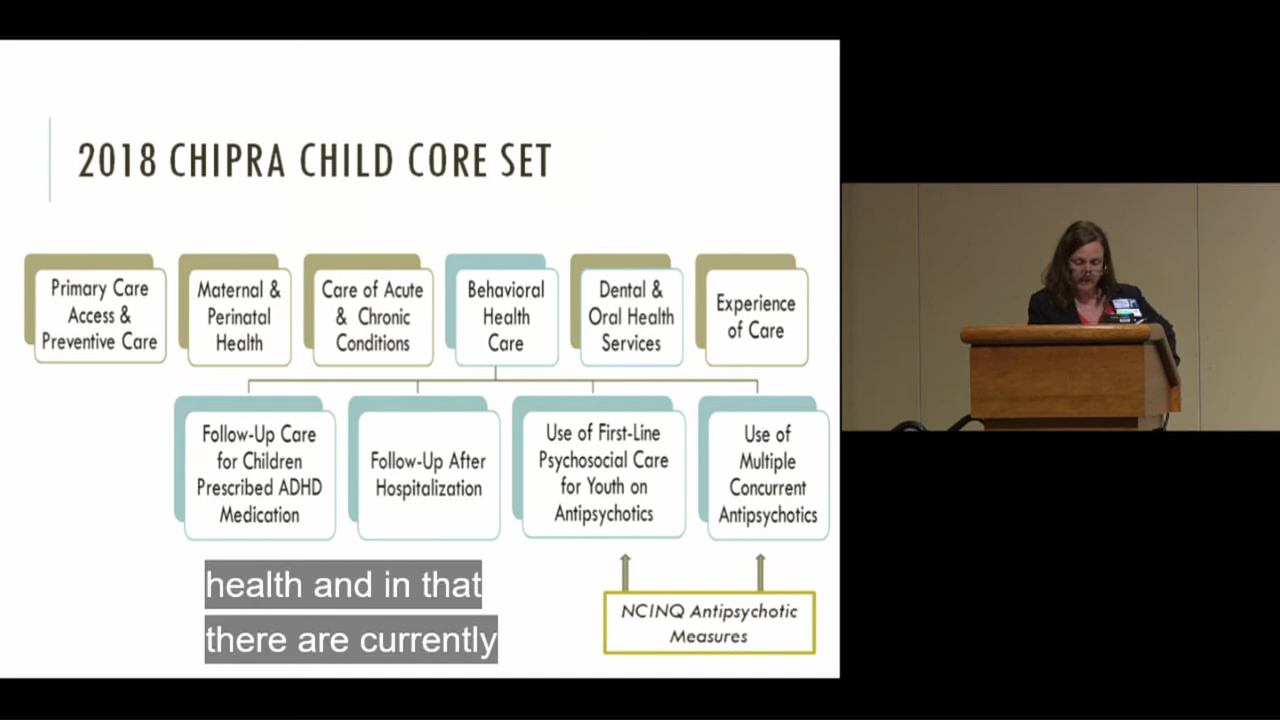 2018 CHIPRA CHILD CORE SET
Primary Care
Access &
Preventive Care
Maternal &
Perinatal
Health
Care of Acute
& Chronic
Conditions
Behavioral
Health
Care
Dental &
Oral Health
Services
Experience
of Care
Follow-Up Care
for Children
Prescribed ADHD
Medication
Follow-Up After
Hospitalization
Use of First-Line
Psychosocial Care
for Youth on
Antipsychotics
Use of
Multiple
Concurrent
Antipsychotics
NCINQ Antipsychotic
Measures
health and in that
there are currently